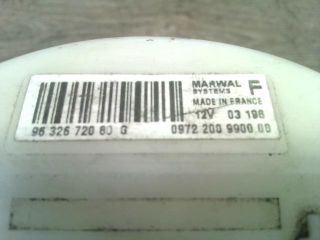 MARWAL F
SYSTEMS
MADE IN FRANCE
12V 03 198
96 326 720 80 G 0972 200 9900 00